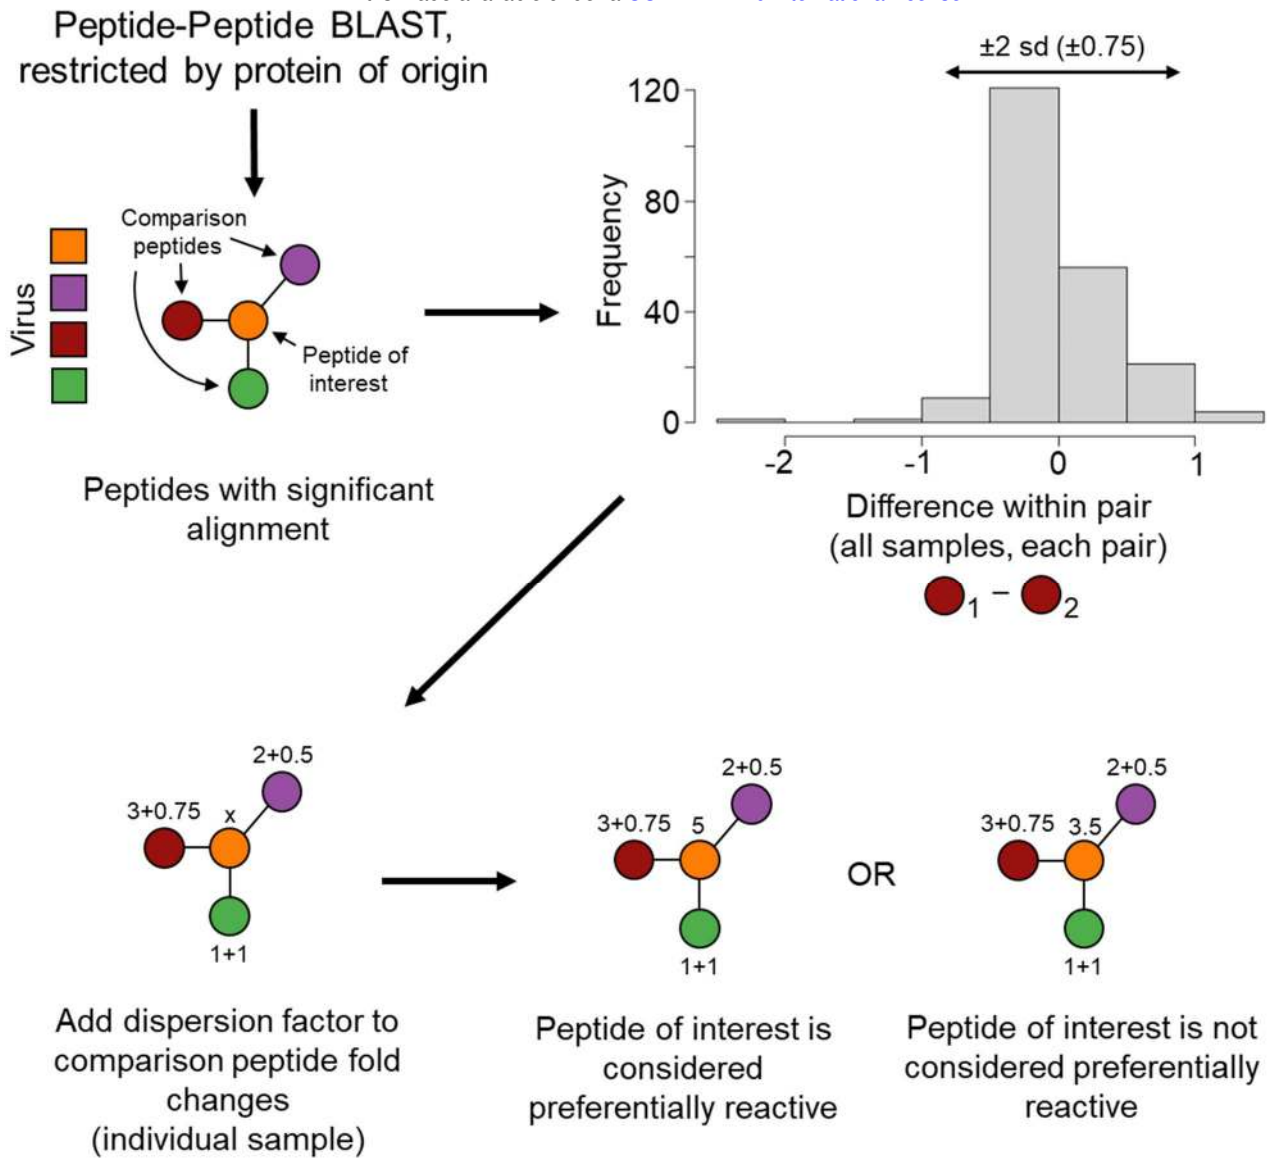 Peptide-Peptide BLAST,
restricted by protein of origin
Virus
Comparison
peptides
Peptide of
interest
Peptides with significant
alignment
±2 sd (±0.75)
Frequency
120
80
40
0
-2
-1
0
1
Difference within pair
(all samples, each pair)
1 − 2
3+0.75
x
2+0.5
1+1
Add dispersion factor to
comparison peptide fold
changes
(individual sample)
3+0.75
5
2+0.5
1+1
Peptide of interest is
considered
preferentially reactive
OR
3+0.75
3.5
2+0.5
1+1
Peptide of interest is not
considered preferentially
reactive